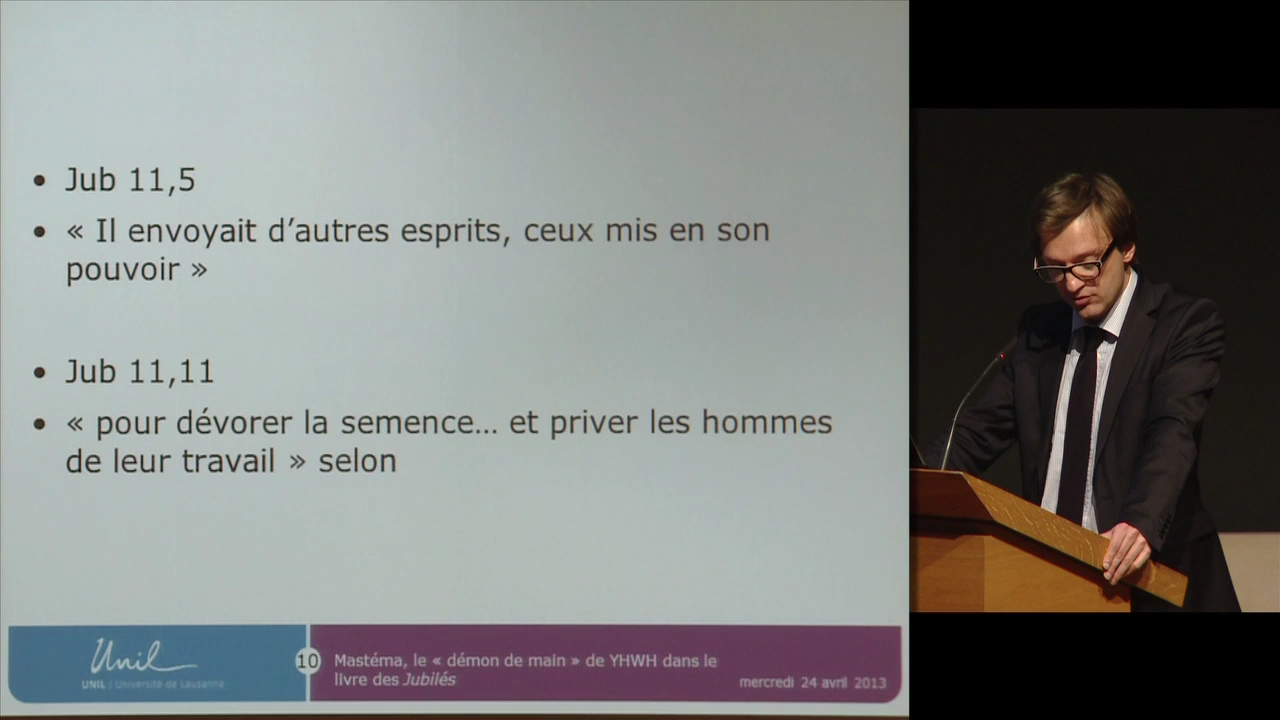 • Jub 11,5
• « Il envoyait d’autres esprits, ceux mis en son
pouvoir »
• Jub 11,11
• « pour dévorer la semence... et priver les hommes
de leur travail » selon
Unil
UNIL | Université de Lausanne
10
Mastéma, le « démon de main » de YHWH dans le
livre des Jubilés
mercredi 24 avril 2013